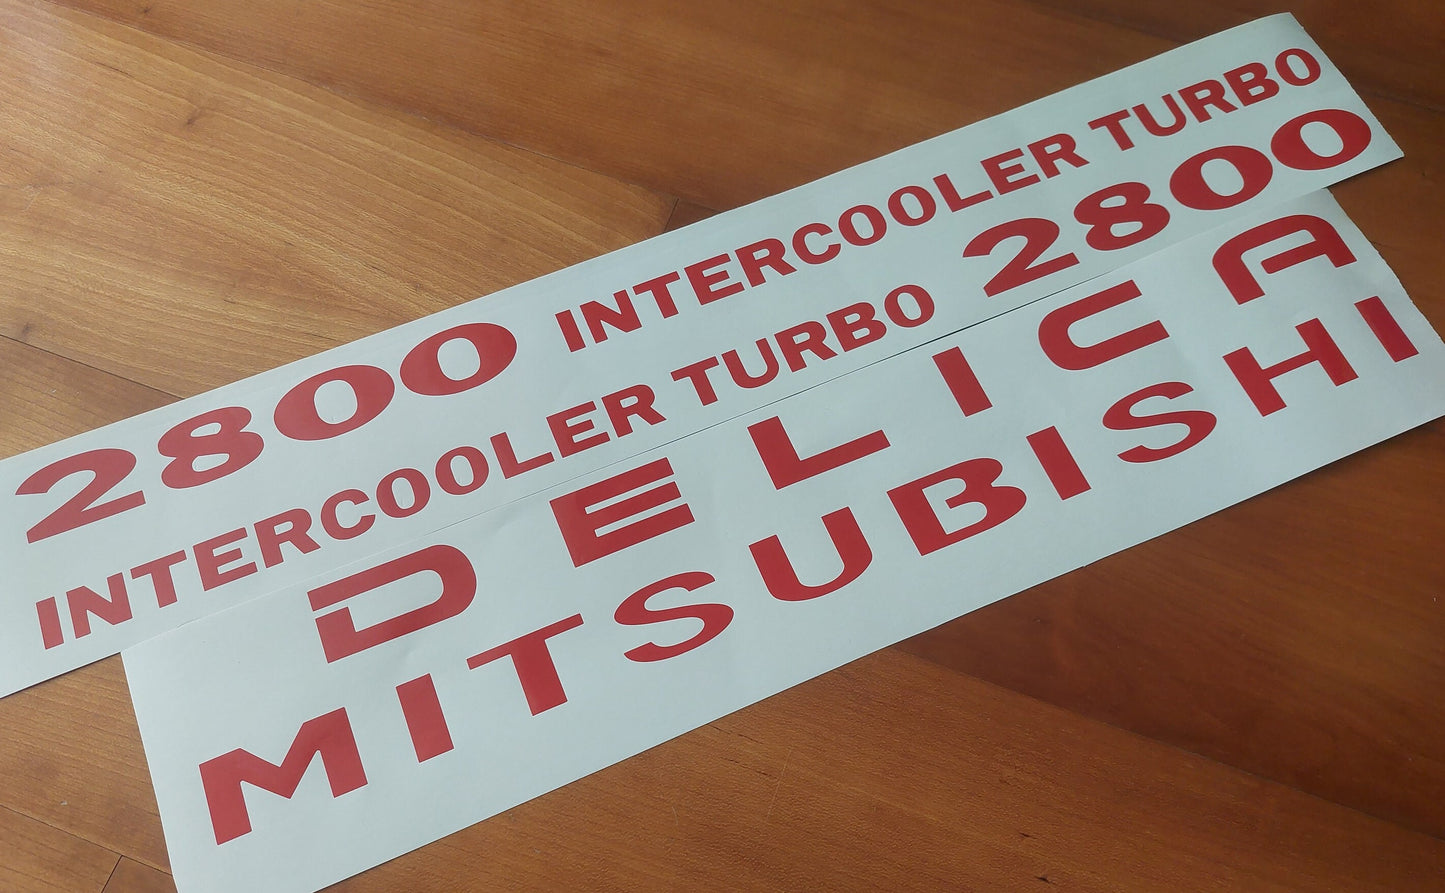 2800 INTERCOOLER TURBO
INTERCOOLER TURBO 2800
DELICA
MITSUBISHI